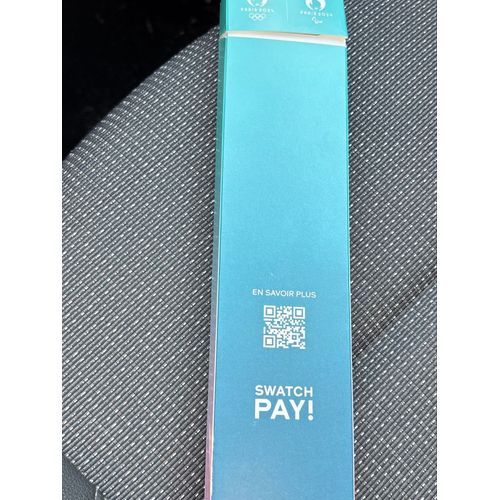 PARIS 2024 PARIS 2024
EN SAVOIR PLUS
SWATCH
PAY!